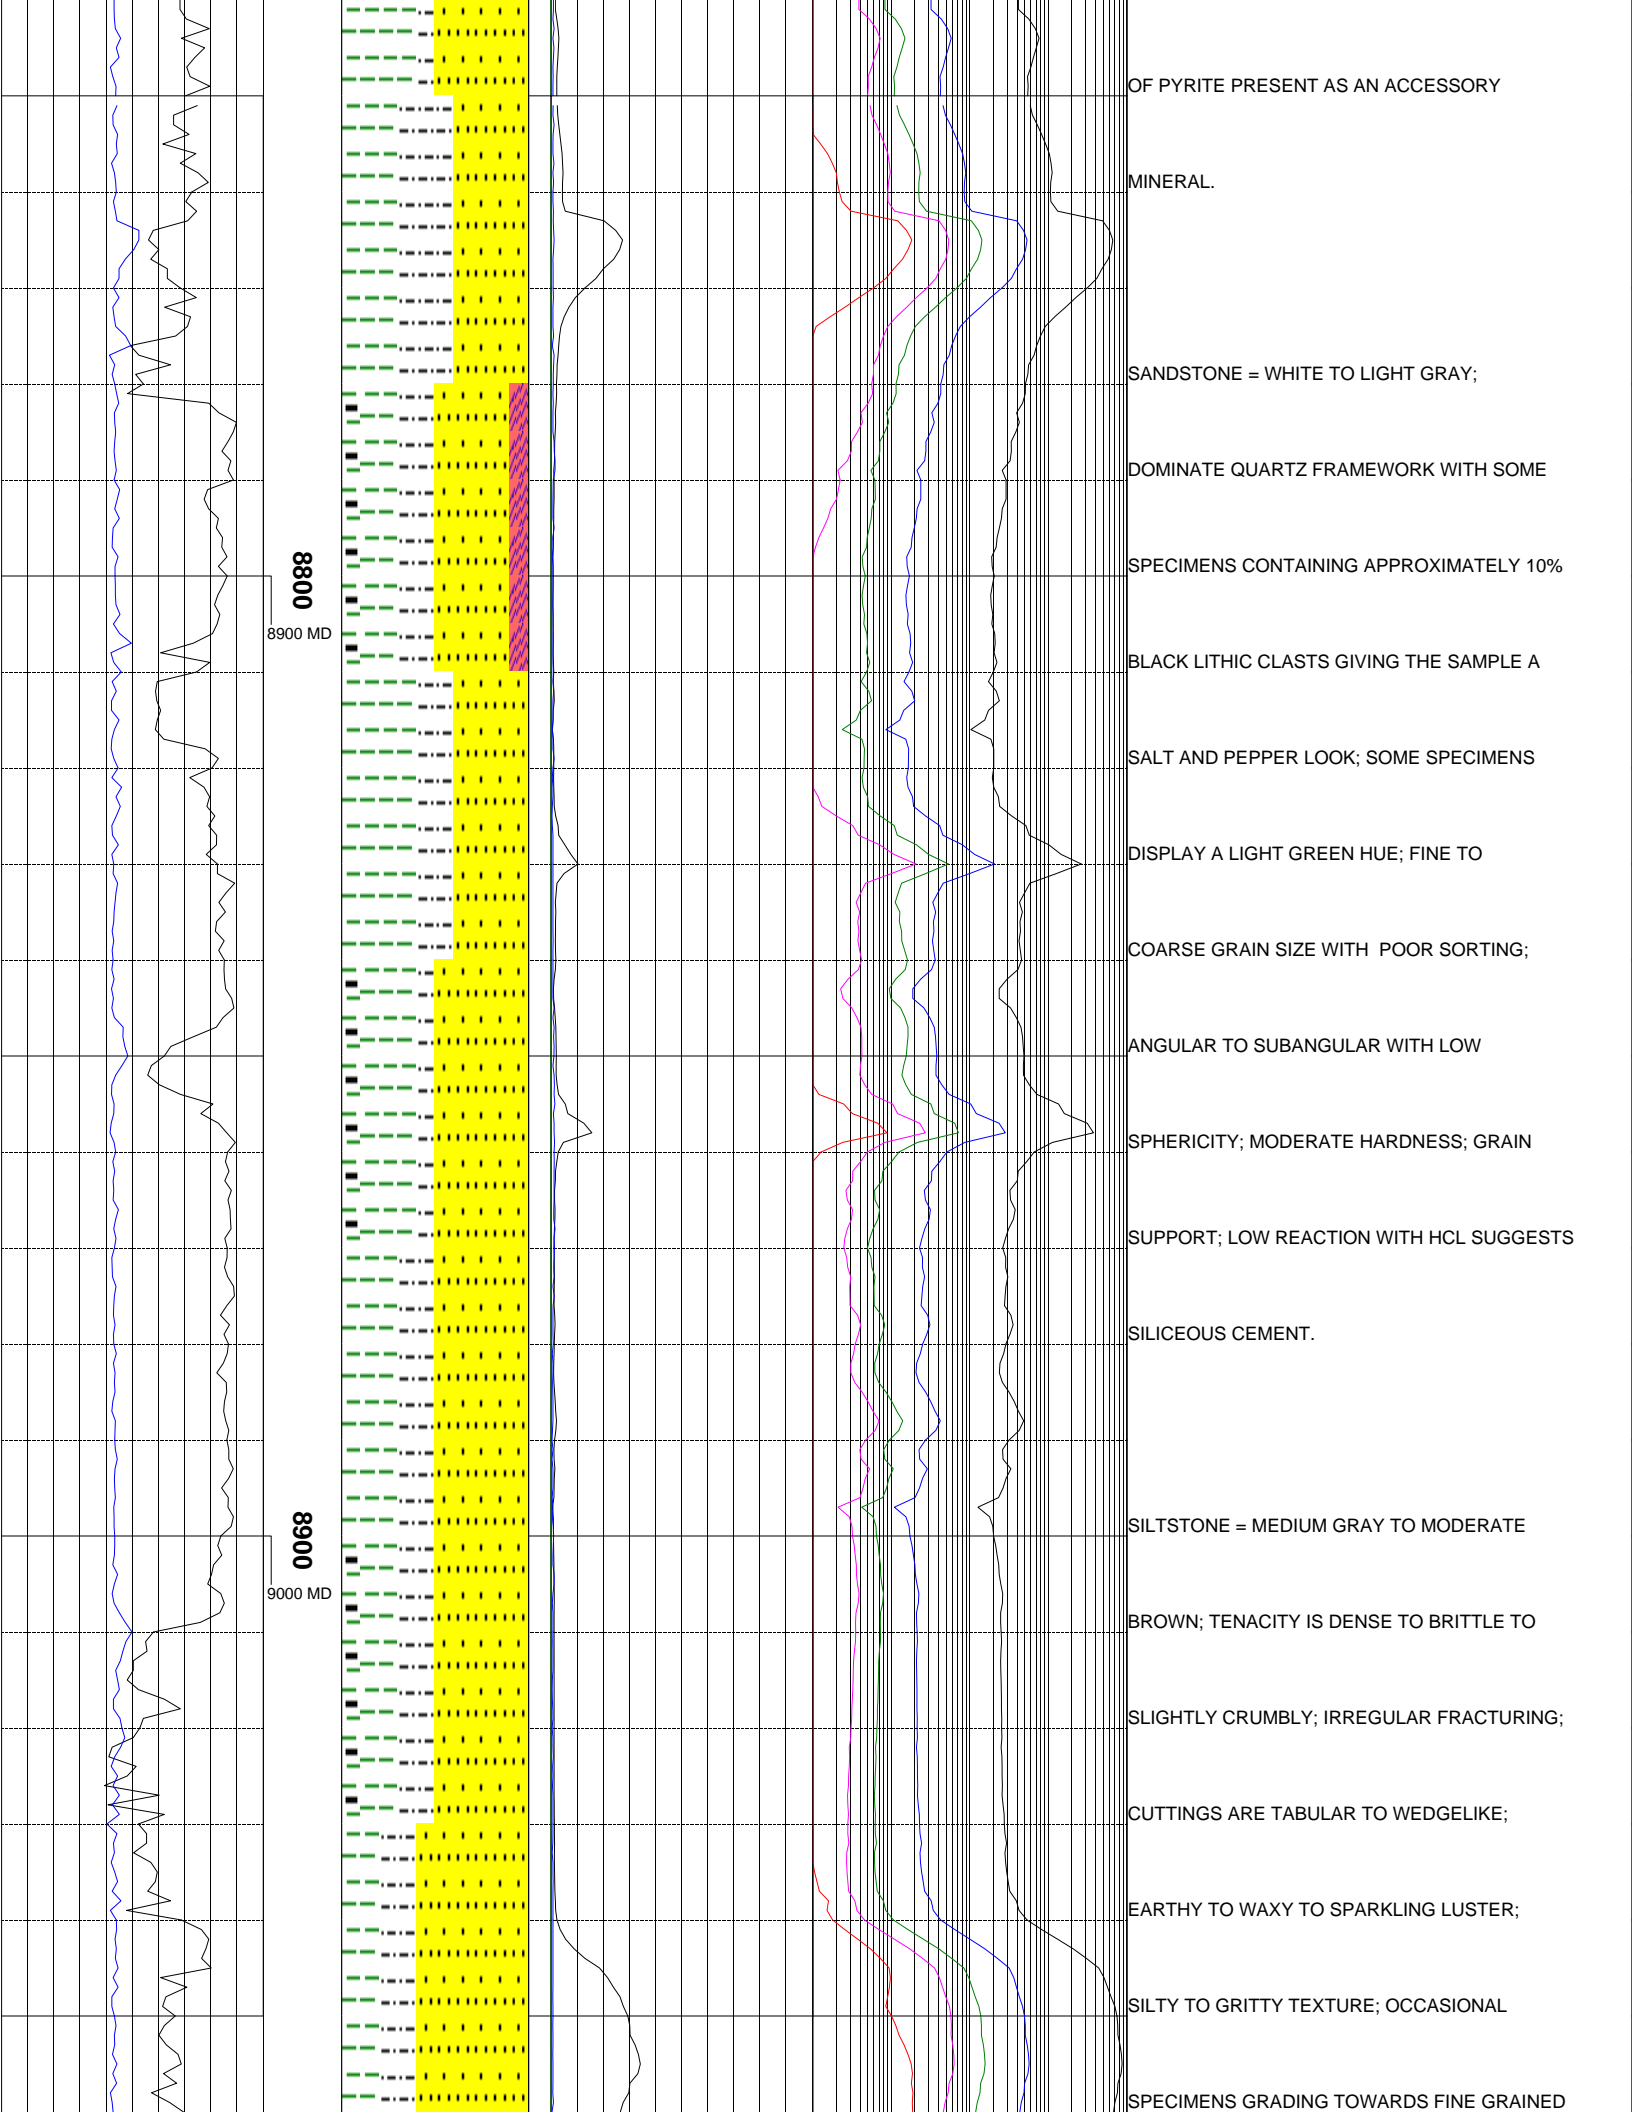 OF PYRITE PRESENT AS AN ACCESSORY
MINERAL.
SANDSTONE = WHITE TO LIGHT GRAY;
DOMINATE QUARTZ FRAMEWORK WITH SOME
8800
SPECIMENS CONTAINING APPROXIMATELY 10%
8900 MD
BLACK LITHIC CLASTS GIVING THE SAMPLE A
SALT AND PEPPER LOOK; SOME SPECIMENS
DISPLAY A LIGHT GREEN HUE; FINE TO
COARSE GRAIN SIZE WITH  POOR SORTING;
ANGULAR TO SUBANGULAR WITH LOW
SPHERICITY; MODERATE HARDNESS; GRAIN
SUPPORT; LOW REACTION WITH HCL SUGGESTS
SILICEOUS CEMENT.
8900
SILTSTONE = MEDIUM GRAY TO MODERATE
9000 MD
BROWN; TENACITY IS DENSE TO BRITTLE TO
SLIGHTLY CRUMBLY; IRREGULAR FRACTURING;
CUTTINGS ARE TABULAR TO WEDGELIKE;
EARTHY TO WAXY TO SPARKLING LUSTER;
SILTY TO GRITTY TEXTURE; OCCASIONAL
SPECIMENS GRADING TOWARDS FINE GRAINED